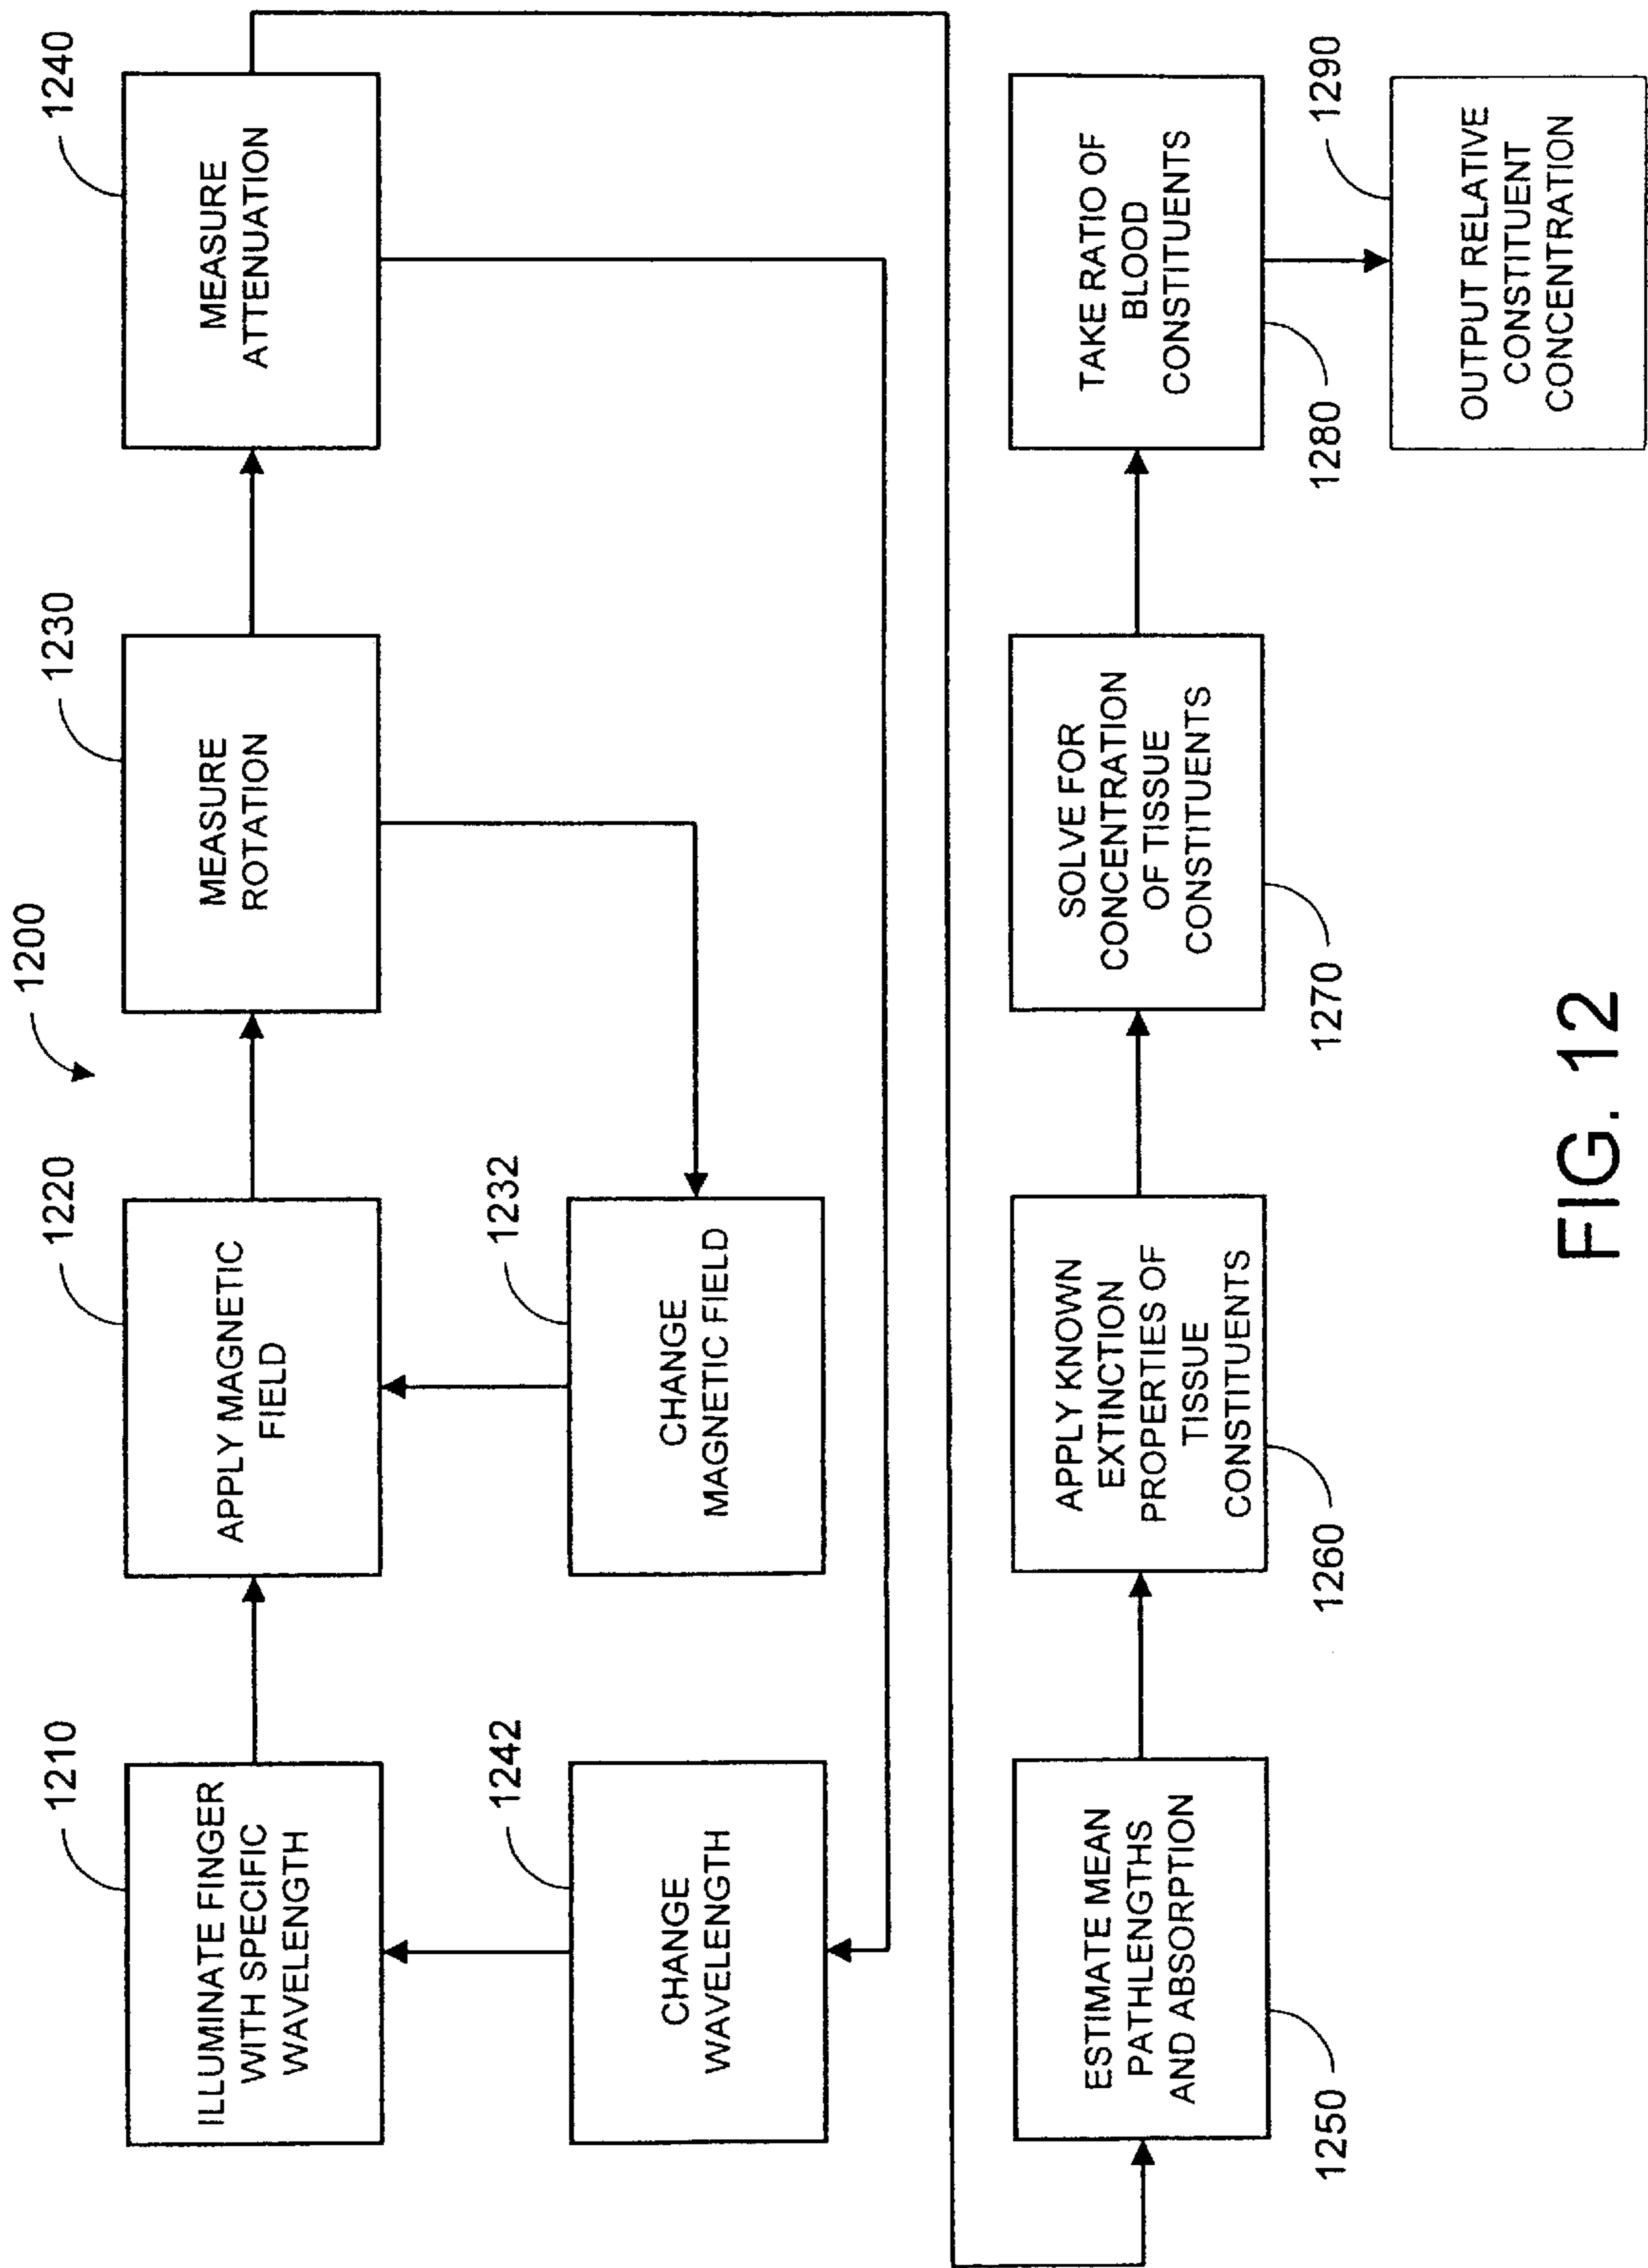 1200
1210
ILLUMINATE FINGER
WITH SPECIFIC
WAVELENGTH
1220
APPLY MAGNETIC
FIELD
1230
MEASURE
ROTATION
1240
MEASURE
ATTENUATION
1242
CHANGE
WAVELENGTH
1232
CHANGE
MAGNETIC FIELD
ESTIMATE MEAN
PATHLENGTHS
AND ABSORPTION
1250
APPLY KNOWN
EXTINCTION
PROPERTIES OF
TISSUE
CONSTITUENTS
1260
SOLVE FOR
CONCENTRATION
OF TISSUE
CONSTITUENTS
1270
TAKE RATIO OF
BLOOD
CONSTITUENTS
1280
1290
OUTPUT RELATIVE
CONSTITUENT
CONCENTRATION
FIG. 12